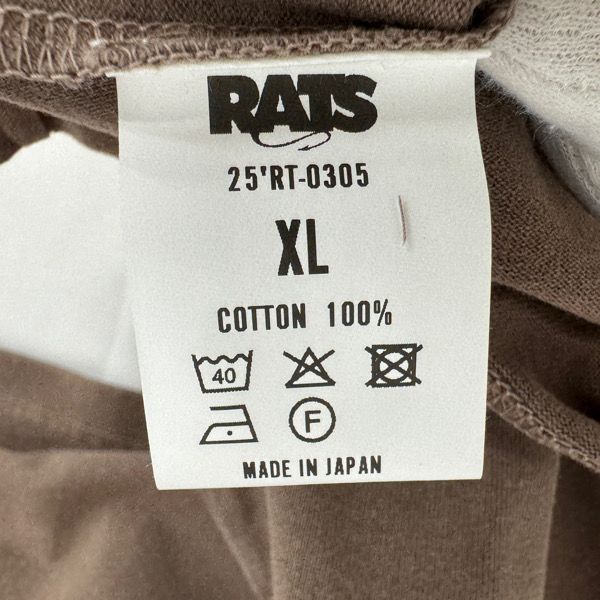 RATS
25'RT-0305
XL
COTTON 100%
40
F
MADE IN JAPAN